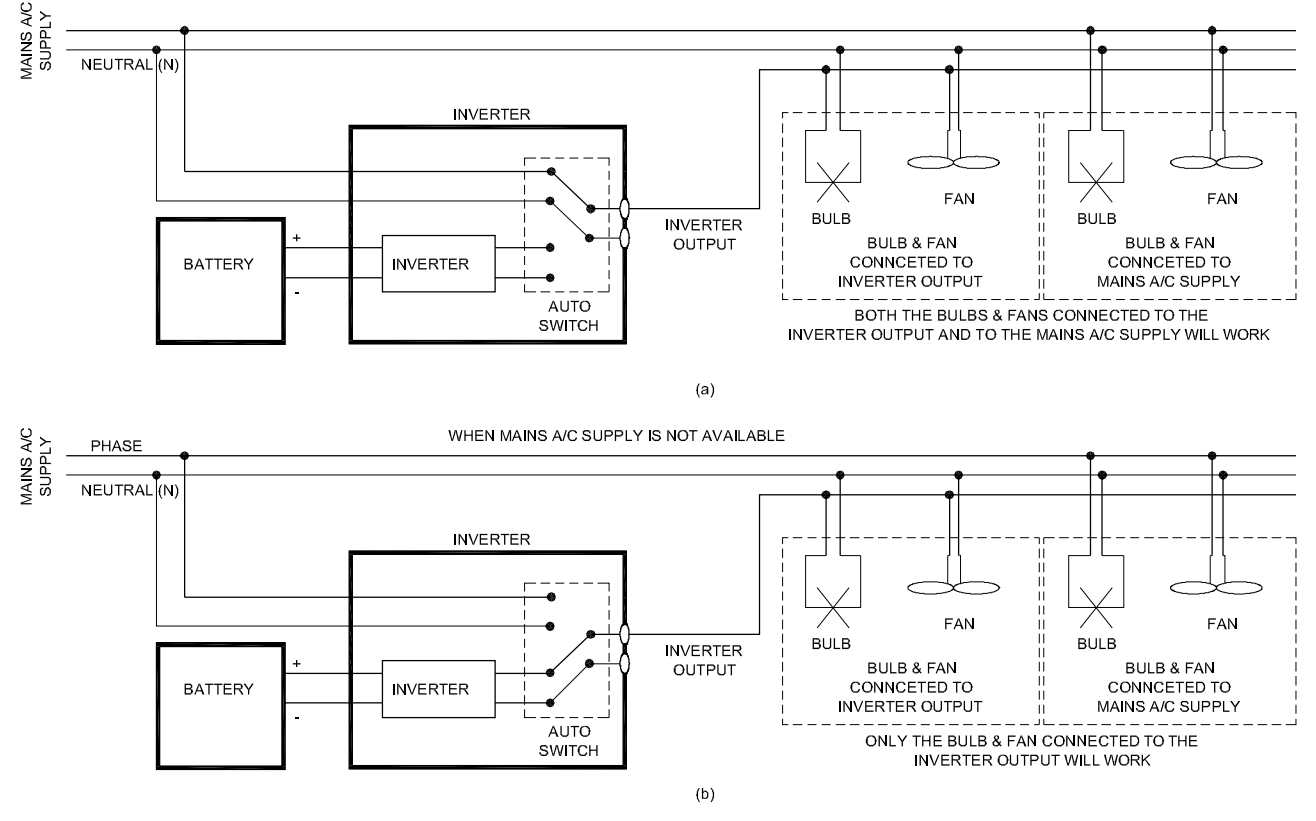 MAINS A/C
SUPPLY
NEUTRAL (N)
INVERTER
BATTERY
+
-
INVERTER
AUTO
SWITCH
INVERTER
OUTPUT
BULB
FAN
BULB & FAN
CONNCETED TO
INVERTER OUTPUT
BULB
FAN
BULB & FAN
CONNCETED TO
MAINS A/C SUPPLY
BOTH THE BULBS & FANS CONNECTED TO THE
INVERTER OUTPUT AND TO THE MAINS A/C SUPPLY WILL WORK
(a)
MAINS A/C
SUPPLY
PHASE
WHEN MAINS A/C SUPPLY IS NOT AVAILABLE
NEUTRAL (N)
INVERTER
BATTERY
+
-
INVERTER
AUTO
SWITCH
INVERTER
OUTPUT
BULB
FAN
BULB & FAN
CONNCETED TO
INVERTER OUTPUT
BULB
FAN
BULB & FAN
CONNCETED TO
MAINS A/C SUPPLY
ONLY THE BULB & FAN CONNECTED TO THE
INVERTER OUTPUT WILL WORK
(b)